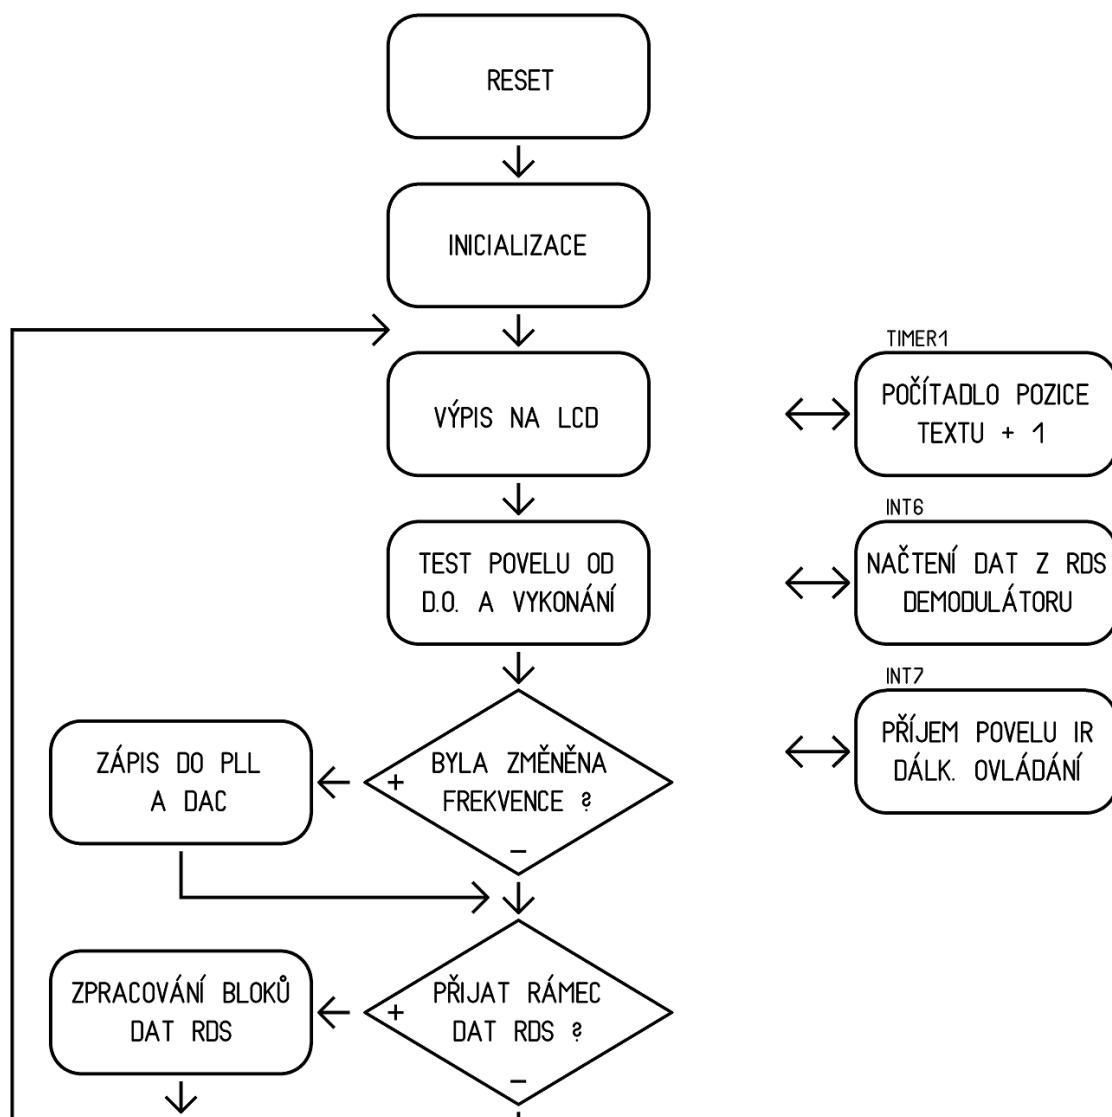 RESET
INICIALIZACE
VÝPIS NA LCD
TEST POVELU OD
D.O. A VYKONÁNÍ
BYLA ZMĚNĚNA
FREKVENCE ?
+
–
ZÁPIS DO PLL
A DAC
PŘIJAT RÁMEC
DAT RDS ?
+
–
ZPRACOVÁNÍ BLOKŮ
DAT RDS
TIMER1
POČÍTADLO POZICE
TEXTU + 1
INT6
NAČTENÍ DAT Z RDS
DEMODULÁTORU
INT7
PŘÍJEM POVELU IR
DÁLK. OVLÁDÁNÍ